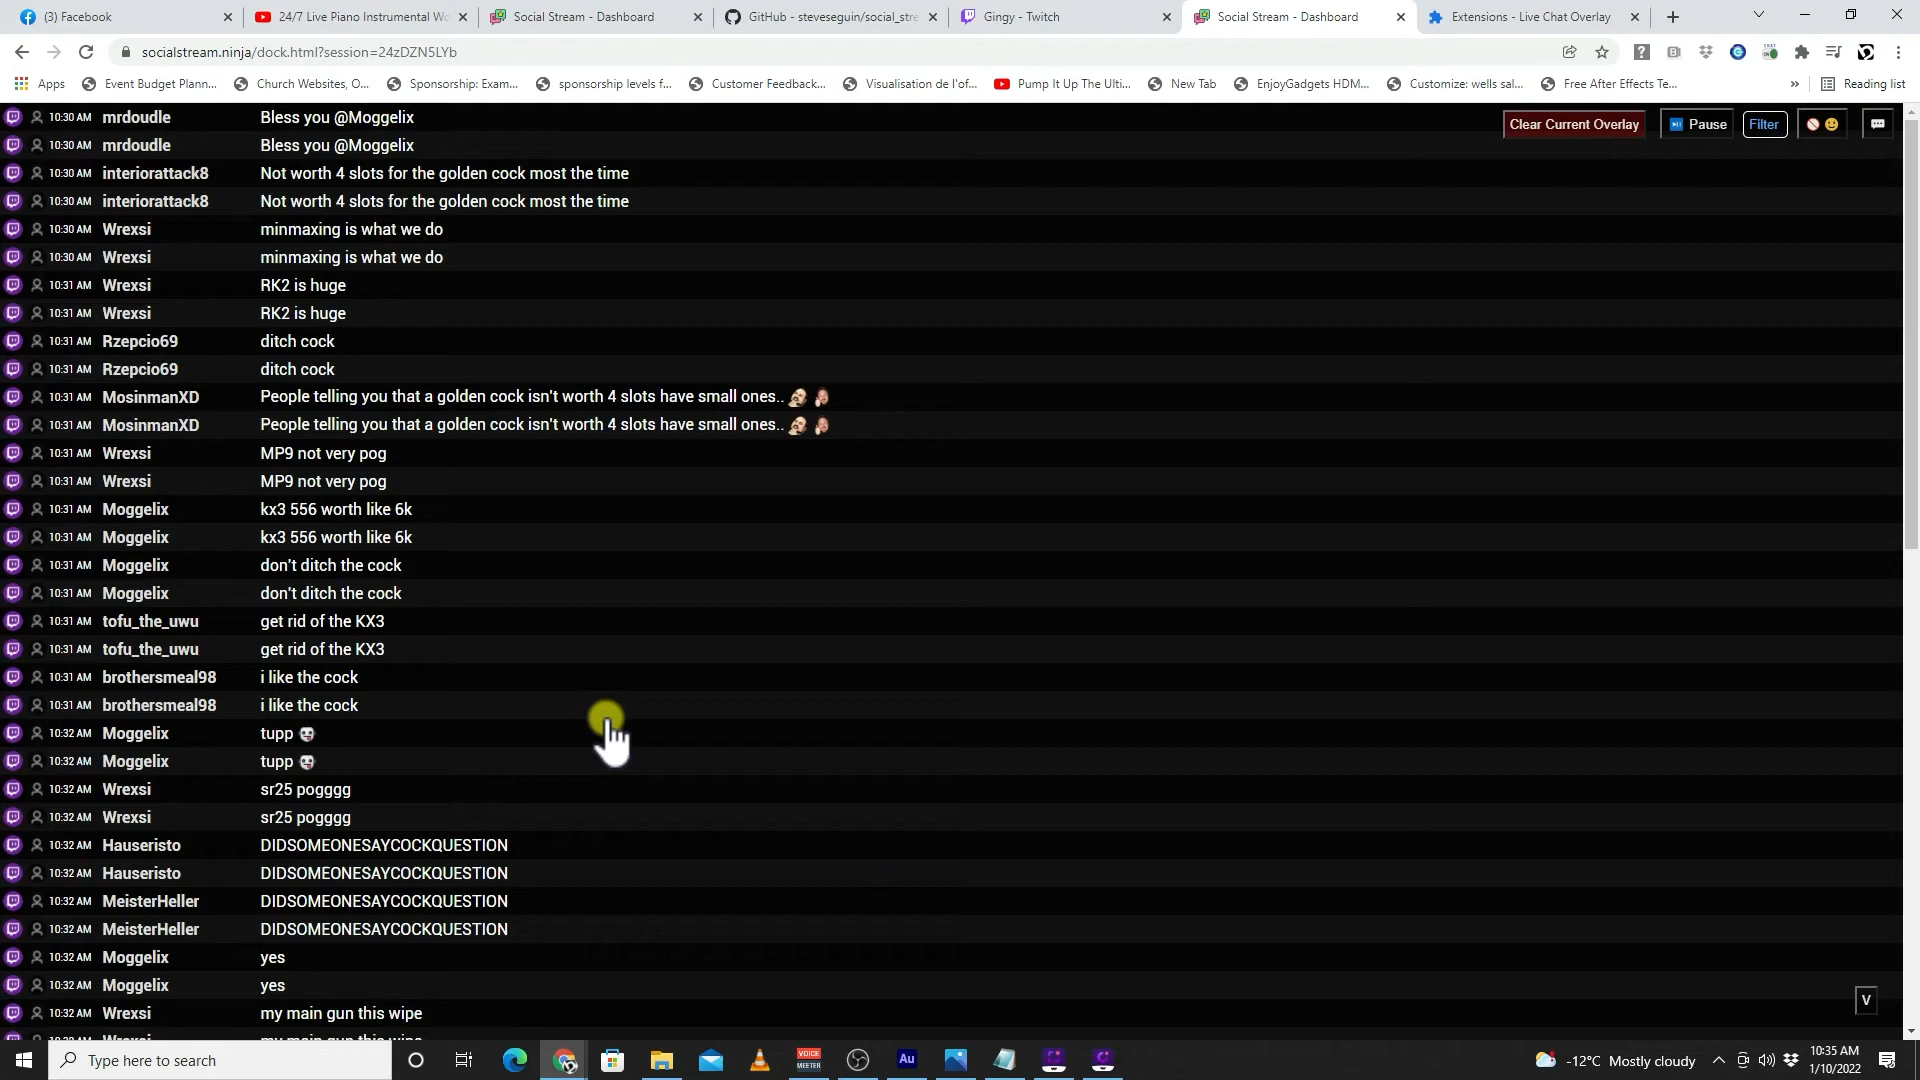 (3) Facebook
24/7 Live Piano Instrumental Wo
Social Stream - Dashboard
GitHub - steveseguin/social_stre
Gingy - Twitch
Social Stream - Dashboard
Extensions - Live Chat Overlay
socialstream.ninja/dock.html?session=24zDZN5LYb
Apps
Event Budget Plann...
Church Websites, O...
Sponsorship: Exam...
sponsorship levels f...
Customer Feedback...
Visualisation de l'of...
Pump It Up The Ulti...
New Tab
EnjoyGadgets HDM...
Customize: wells sal...
Free After Effects Te...
»
Reading list
Clear Current Overlay
Pause
Filter
10:30 AM mrdoudle Bless you @Moggelix
10:30 AM mrdoudle Bless you @Moggelix
10:30 AM interiorattack8 Not worth 4 slots for the golden cock most the time
10:30 AM interiorattack8 Not worth 4 slots for the golden cock most the time
10:30 AM Wrexsi minmaxing is what we do
10:30 AM Wrexsi minmaxing is what we do
10:31 AM Wrexsi RK2 is huge
10:31 AM Wrexsi RK2 is huge
10:31 AM Rzepcio69 ditch cock
10:31 AM Rzepcio69 ditch cock
10:31 AM MosinmanXD People telling you that a golden cock isn't worth 4 slots have small ones..
10:31 AM MosinmanXD People telling you that a golden cock isn't worth 4 slots have small ones..
10:31 AM Wrexsi MP9 not very pog
10:31 AM Wrexsi MP9 not very pog
10:31 AM Moggelix kx3 556 worth like 6k
10:31 AM Moggelix kx3 556 worth like 6k
10:31 AM Moggelix don't ditch the cock
10:31 AM Moggelix don't ditch the cock
10:31 AM tofu_the_uwu get rid of the KX3
10:31 AM tofu_the_uwu get rid of the KX3
10:31 AM brothersmeal98 i like the cock
10:31 AM brothersmeal98 i like the cock
10:32 AM Moggelix tupp
10:32 AM Moggelix tupp
10:32 AM Wrexsi sr25 pogggg
10:32 AM Wrexsi sr25 pogggg
10:32 AM Hauseristo DIDSOMEONESAYCOCKQUESTION
10:32 AM Hauseristo DIDSOMEONESAYCOCKQUESTION
10:32 AM MeisterHeller DIDSOMEONESAYCOCKQUESTION
10:32 AM MeisterHeller DIDSOMEONESAYCOCKQUESTION
10:32 AM Moggelix yes
10:32 AM Moggelix yes
10:32 AM Wrexsi my main gun this wipe
V
Type here to search
VOICE
MEETER
Au
-12°C Mostly cloudy
10:35 AM
1/10/2022